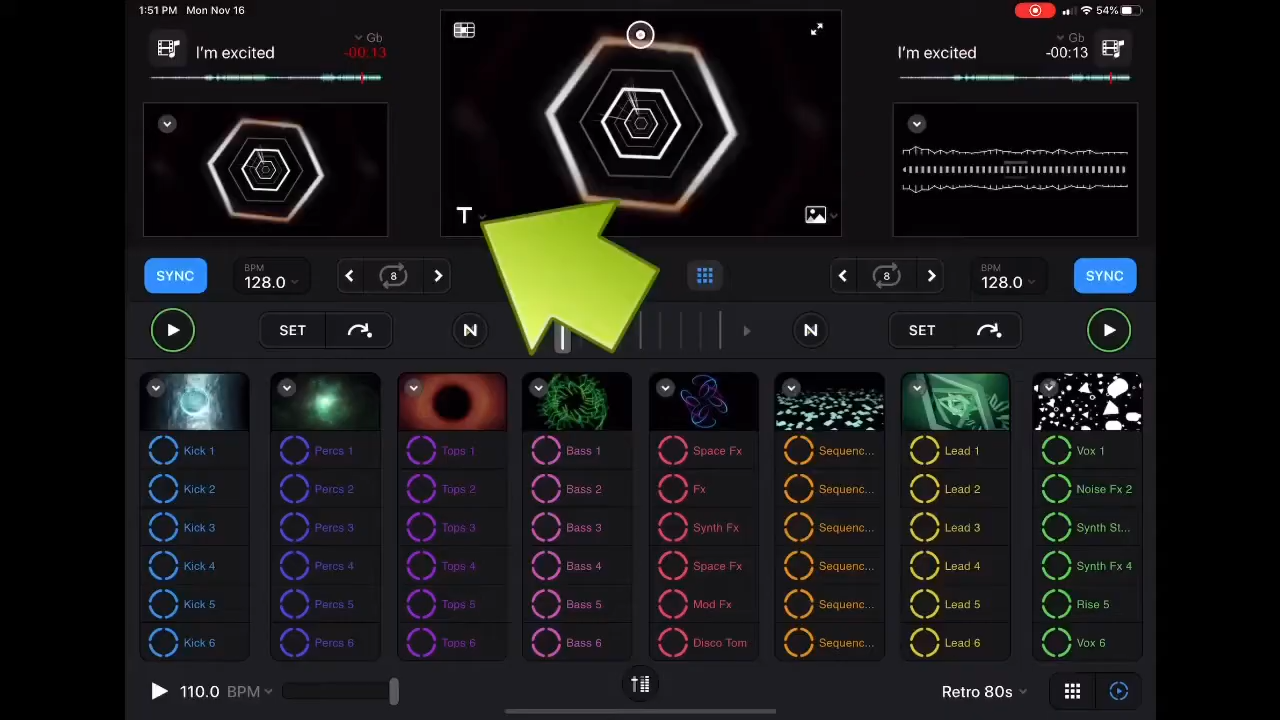 1:51 PM Mon Nov 16
54%
I'm excited
Gb
-00:13
I'm excited
Gb
-00:13
T
SYNC
BPM
128.0
8
8
BPM
128.0
SYNC
SET
N
N
SET
Kick 1
Percs 1
Tops 1
Bass 1
Space Fx
Sequenc...
Lead 1
Vox 1
Kick 2
Percs 2
Tops 2
Bass 2
Fx
Sequenc...
Lead 2
Noise Fx 2
Kick 3
Percs 3
Tops 3
Bass 3
Synth Fx
Sequenc...
Lead 3
Synth St...
Kick 4
Percs 4
Tops 4
Bass 4
Space Fx
Sequenc...
Lead 4
Synth Fx 4
Kick 5
Percs 5
Tops 5
Bass 5
Mod Fx
Sequenc...
Lead 5
Rise 5
Kick 6
Percs 6
Tops 6
Bass 6
Disco Tom
Sequenc...
Lead 6
Vox 6
110.0 BPM
Retro 80s